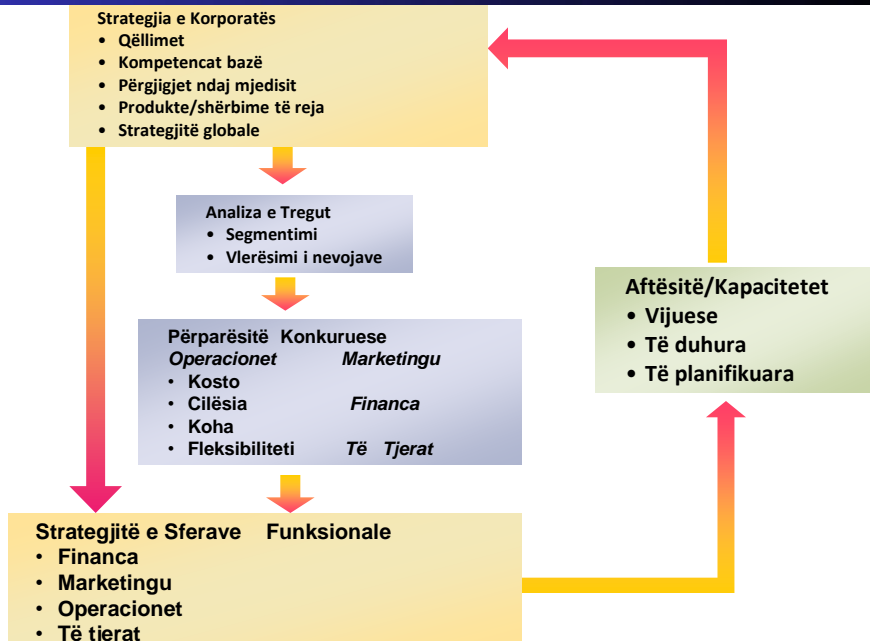 Strategjia e Korporatës
• Qëllimet
• Kompetencat bazë
• Përgjigjet ndaj mjedisit
• Produkte/shërbime të reja
• Strategjitë globale
Analiza e Tregut
• Segmentimi
• Vlerësimi i nevojave
Përparësitë Konkuruese
Operacionet Marketingu
• Kosto
• Cilësia Financa
• Koha
• Fleksibiliteti Të Tjerat
Aftësitë/Kapacitetet
• Vijuese
• Të duhura
• Të planifikuara
Strategjitë e Sferave Funksionale
• Financa
• Marketingu
• Operacionet
• Të tjerat